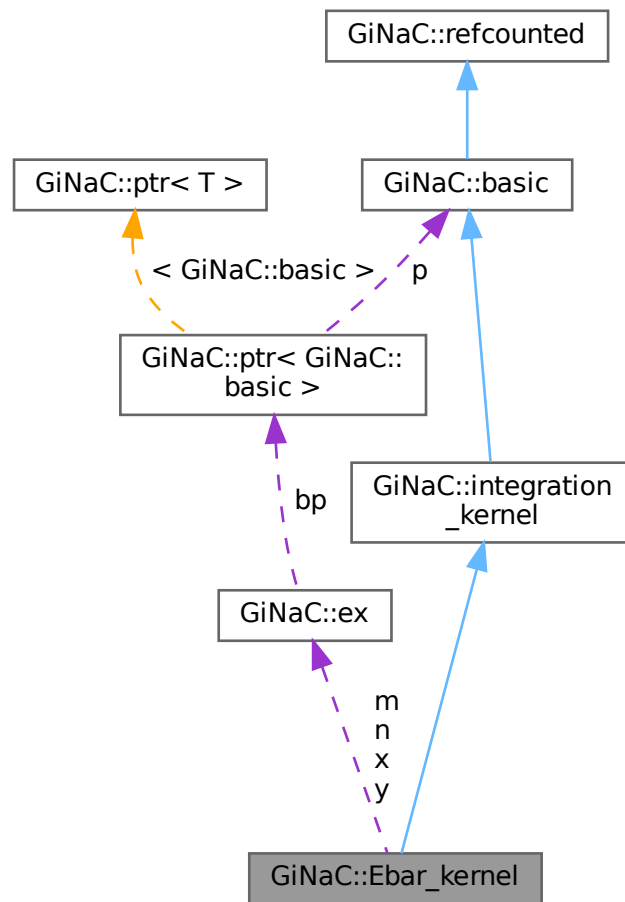 GiNaC::refcounted
GiNaC::ptr< T >
GiNaC::basic
< GiNaC::basic >
p
GiNaC::ptr< GiNaC::
basic >
GiNaC::integration
_kernel
bp
GiNaC::ex
m
n
x
y
GiNaC::Ebar_kernel